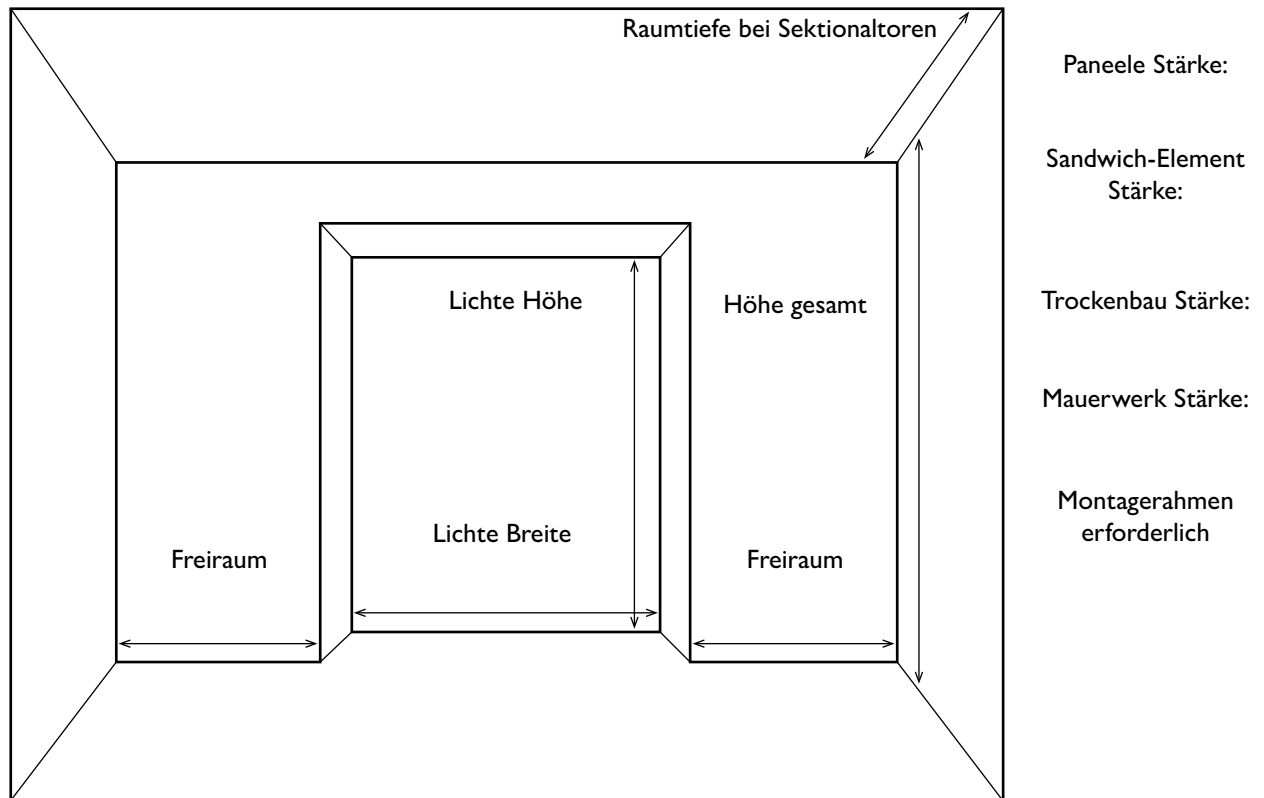 Raumtiefe bei Sektionaltoren
Paneele Stärke:
Sandwich-Element
Stärke:
Lichte Höhe
Höhe gesamt
Trockenbau Stärke:
Mauerwerk Stärke:
Lichte Breite
Freiraum
Freiraum
Montagerahmen
erforderlich